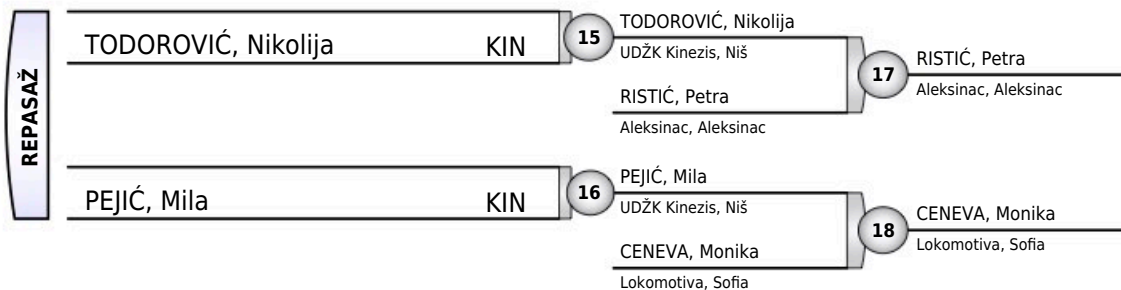 REPASAŽ
TODOROVIĆ, Nikolija KIN
15
TODOROVIĆ, Nikolija
UDŽK Kinezis, Niš
RISTIĆ, Petra
Aleksinac, Aleksinac
17
RISTIĆ, Petra
Aleksinac, Aleksinac
PEJIĆ, Mila KIN
16
PEJIĆ, Mila
UDŽK Kinezis, Niš
CENEVA, Monika
Lokomotiva, Sofia
18
CENEVA, Monika
Lokomotiva, Sofia